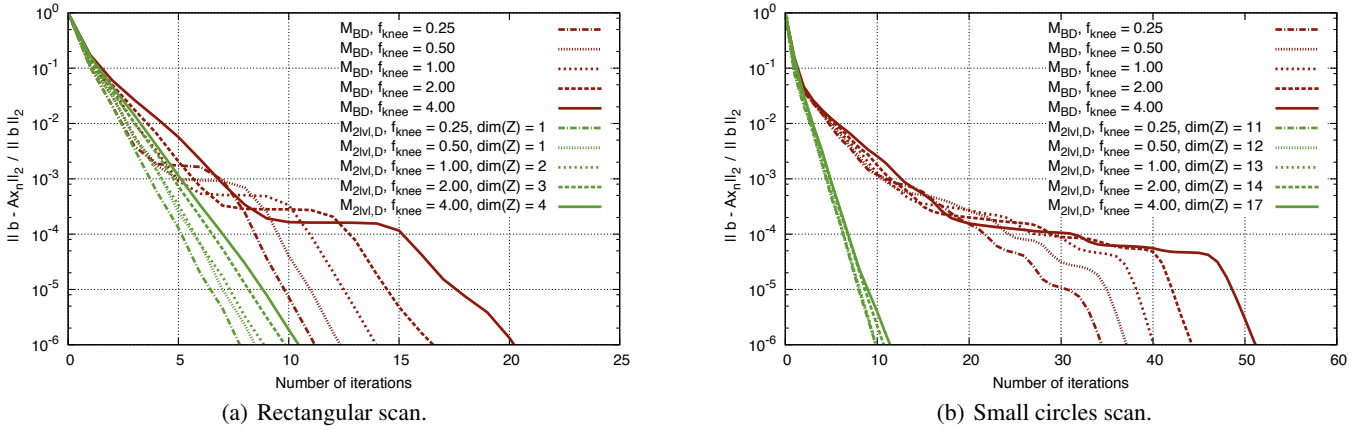 || b - Ax_n||_2 / || b ||_2
10^0
10^-1
10^-2
10^-3
10^-4
10^-5
10^-6
0 5 10 15 20 25
Number of iterations
M_BD, f_knee = 0.25
M_BD, f_knee = 0.50
M_BD, f_knee = 1.00
M_BD, f_knee = 2.00
M_BD, f_knee = 4.00
M_2lvl,D, f_knee = 0.25, dim(Z) = 1
M_2lvl,D, f_knee = 0.50, dim(Z) = 1
M_2lvl,D, f_knee = 1.00, dim(Z) = 2
M_2lvl,D, f_knee = 2.00, dim(Z) = 3
M_2lvl,D, f_knee = 4.00, dim(Z) = 4
(a) Rectangular scan.
|| b - Ax_n||_2 / || b ||_2
10^0
10^-1
10^-2
10^-3
10^-4
10^-5
10^-6
0 10 20 30 40 50 60
Number of iterations
M_BD, f_knee = 0.25
M_BD, f_knee = 0.50
M_BD, f_knee = 1.00
M_BD, f_knee = 2.00
M_BD, f_knee = 4.00
M_2lvl,D, f_knee = 0.25, dim(Z) = 11
M_2lvl,D, f_knee = 0.50, dim(Z) = 12
M_2lvl,D, f_knee = 1.00, dim(Z) = 13
M_2lvl,D, f_knee = 2.00, dim(Z) = 14
M_2lvl,D, f_knee = 4.00, dim(Z) = 17
(b) Small circles scan.